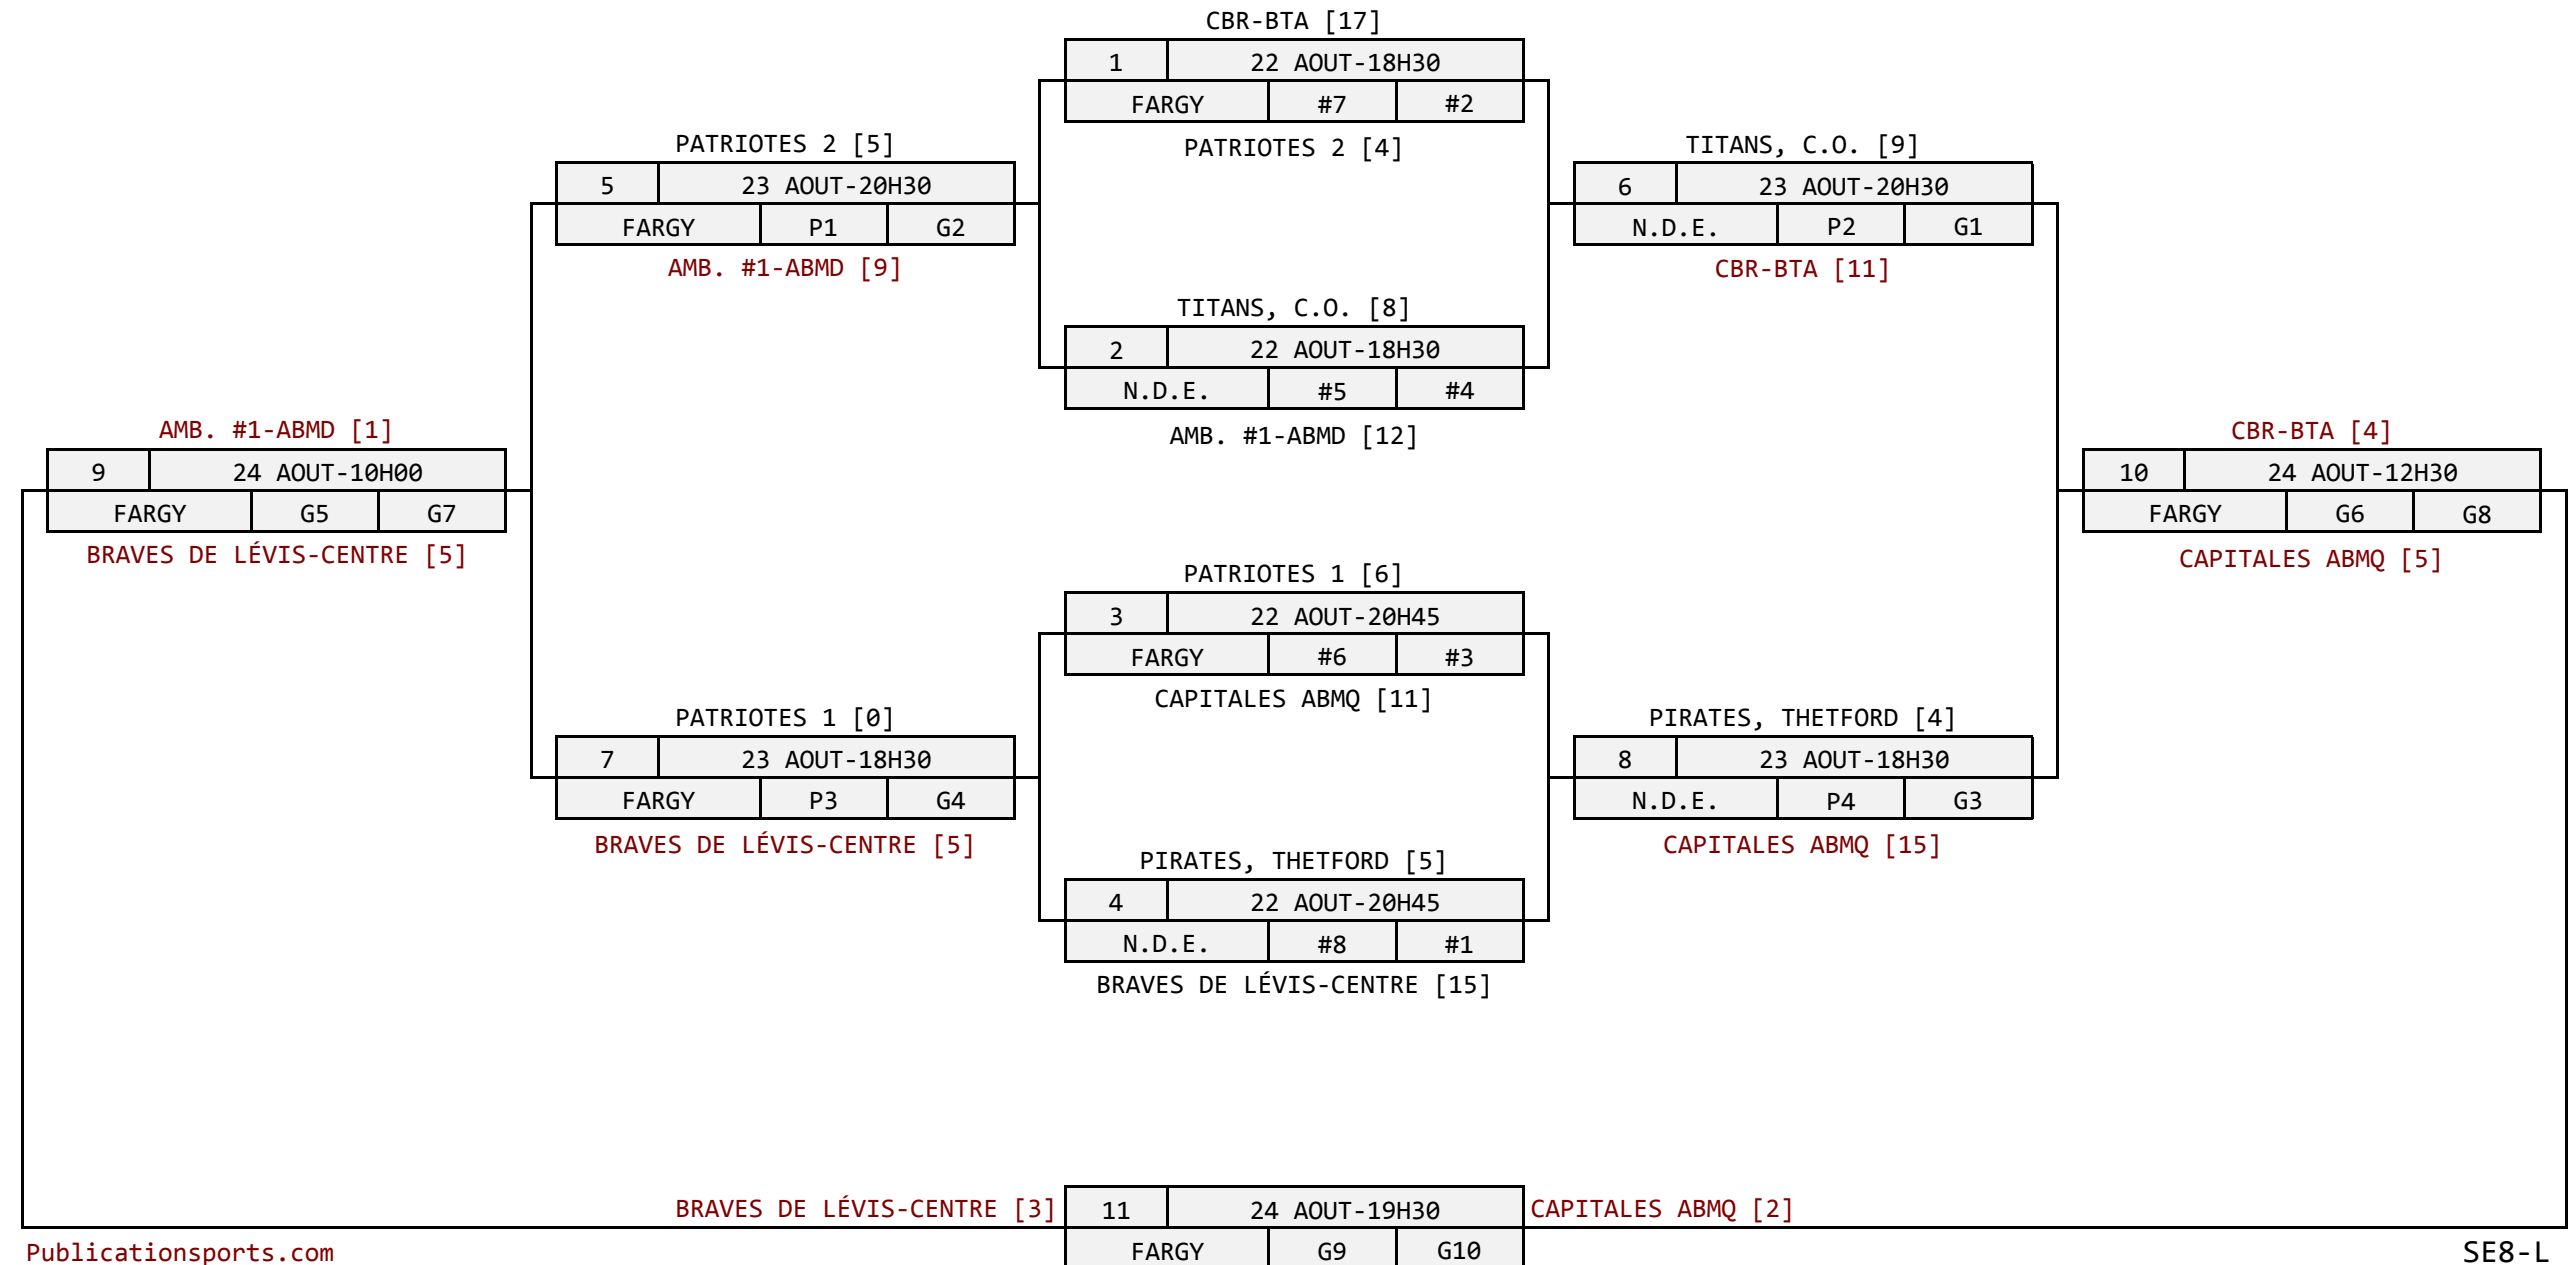 CBR-BTA [17]
1 22 AOUT-18H30
FARGY #7 #2
PATRIOTES 2 [4]
PATRIOTES 2 [5]
5 23 AOUT-20H30
FARGY P1 G2
AMB. #1-ABMD [9]
TITANS, C.O. [9]
6 23 AOUT-20H30
N.D.E. P2 G1
CBR-BTA [11]
TITANS, C.O. [8]
2 22 AOUT-18H30
N.D.E. #5 #4
AMB. #1-ABMD [12]
AMB. #1-ABMD [1]
9 24 AOUT-10H00
FARGY G5 G7
BRAVES DE LÉVIS-CENTRE [5]
CBR-BTA [4]
10 24 AOUT-12H30
FARGY G6 G8
CAPITALES ABMQ [5]
PATRIOTES 1 [6]
3 22 AOUT-20H45
FARGY #6 #3
CAPITALES ABMQ [11]
PATRIOTES 1 [0]
7 23 AOUT-18H30
FARGY P3 G4
BRAVES DE LÉVIS-CENTRE [5]
PIRATES, THETFORD [4]
8 23 AOUT-18H30
N.D.E. P4 G3
CAPITALES ABMQ [15]
PIRATES, THETFORD [5]
4 22 AOUT-20H45
N.D.E. #8 #1
BRAVES DE LÉVIS-CENTRE [15]
BRAVES DE LÉVIS-CENTRE [3] 11 24 AOUT-19H30 CAPITALES ABMQ [2]
FARGY G9 G10
Publicationsports.com
SE8-L